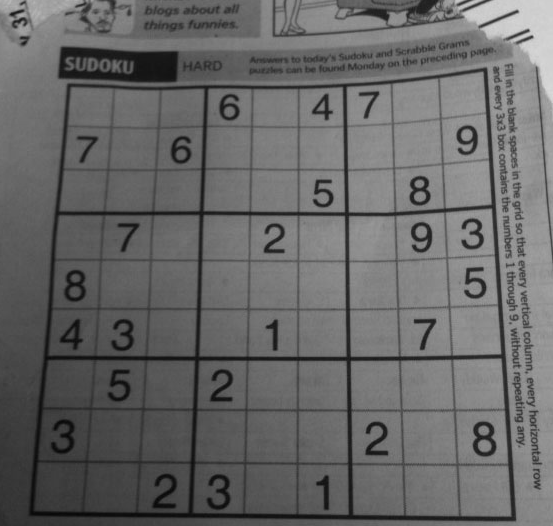 blogs about all
things funnies.
SUDOKU HARD
Answers to today's Sudoku and Scrabble Grams
puzzles can be found Monday on the preceding page.
Fill in the blank spaces in the grid so that every vertical column, every horizontal row
and every 3x3 box contains the numbers 1 through 9, without repeating any.
6 4 7
7 6 9
5 8
7 2 9 3
8 5
4 3 1 7
5 2
3 2 8
2 3 1